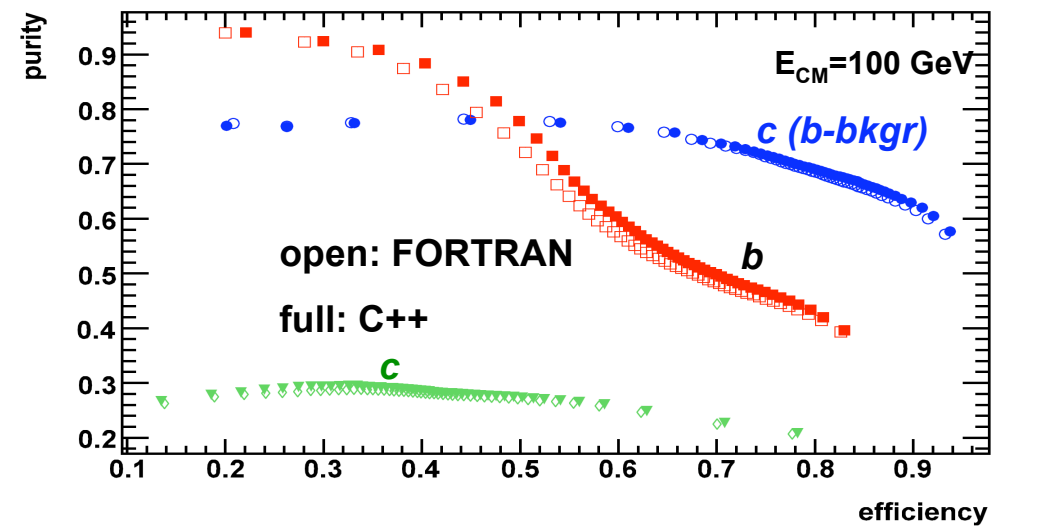 purity
0.9
0.8
0.7
0.6
0.5
0.4
0.3
0.2
E_CM=100 GeV
c (b-bkgr)
b
open: FORTRAN
full: C++
c
0.1 0.2 0.3 0.4 0.5 0.6 0.7 0.8 0.9
efficiency